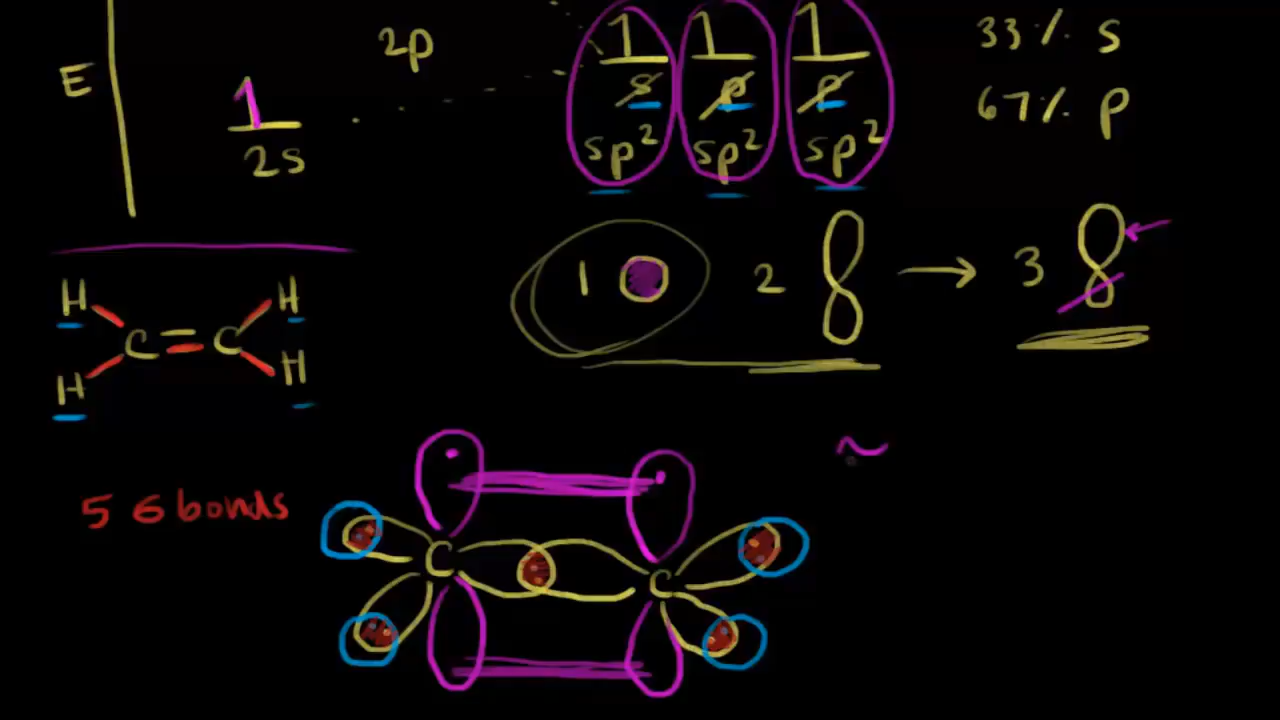 E 2p 1 1 1 33% s
1 s p p 67% p
2s sp² sp² sp²
1 2 → 3
H H
C = C
H H
5 σ bonds
C C